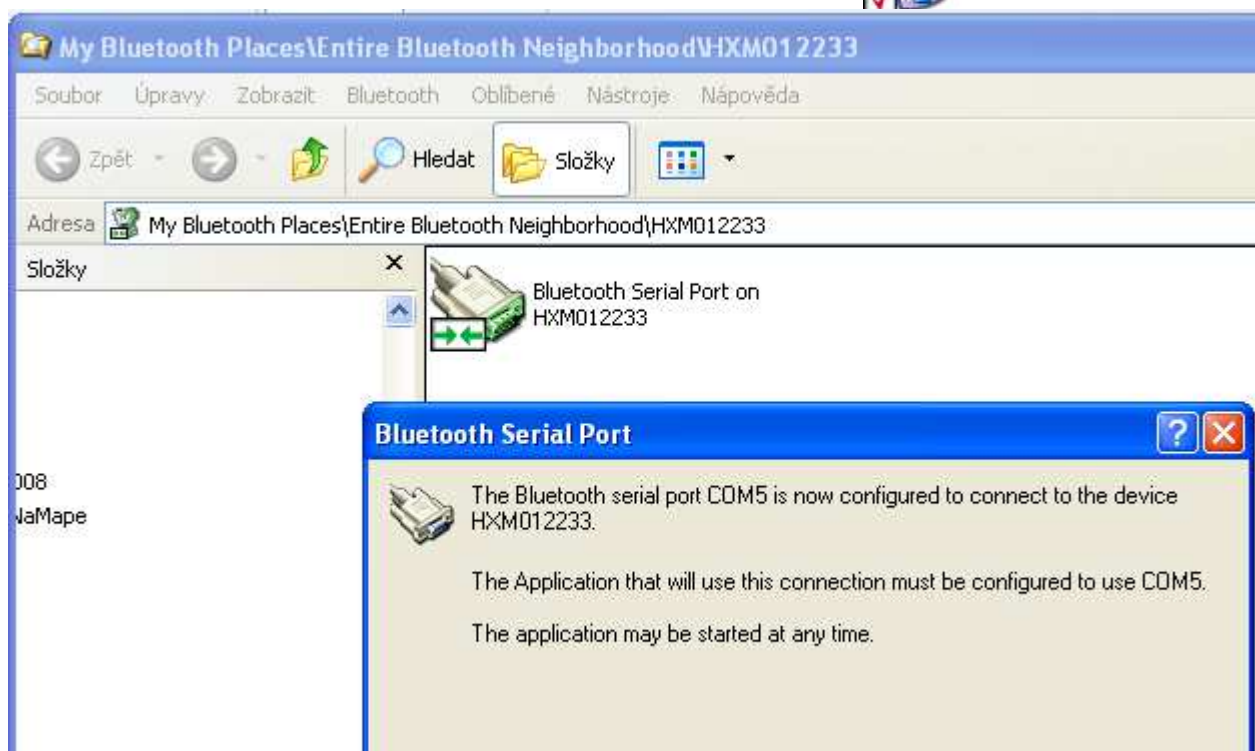 My Bluetooth Places\Entire Bluetooth Neighborhood\HXM012233
Soubor Úpravy Zobrazit Bluetooth Oblíbené Nástroje Nápověda
Zpět Hledat Složky
Adresa My Bluetooth Places\Entire Bluetooth Neighborhood\HXM012233
Složky
Bluetooth Serial Port on
HXM012233
008
NaMape
Bluetooth Serial Port
The Bluetooth serial port COM5 is now configured to connect to the device
HXM012233.
The Application that will use this connection must be configured to use COM5.
The application may be started at any time.